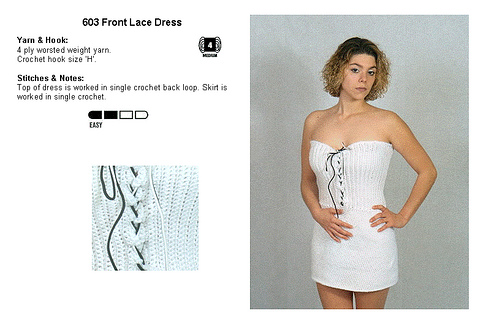 603 Front Lace Dress
Yarn & Hook:
4 ply worsted weight yarn.
Crochet hook size 'H'.
4
MEDIUM
Stitches & Notes:
Top of dress is worked in single crochet back loop. Skirt is
worked in single crochet.
EASY